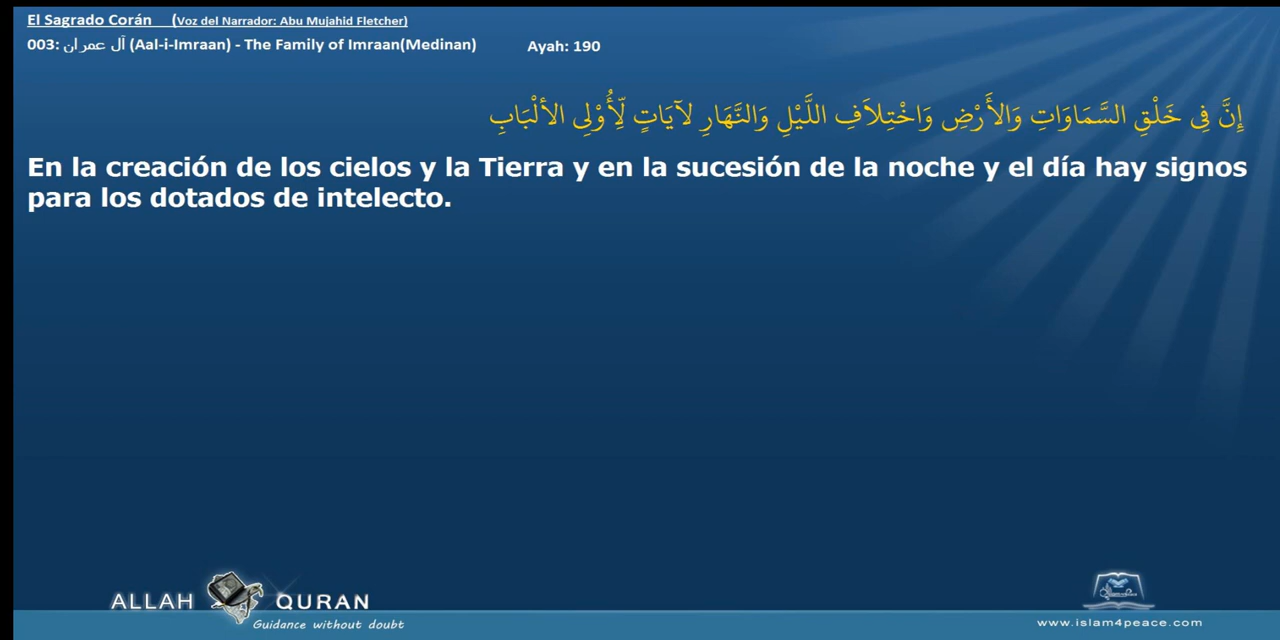 El Sagrado Corán (Voz del Narrador: Abu Mujahid Fletcher)
003: آل عمران (Aal-i-Imraan) - The Family of Imraan(Medinan) Ayah: 190
إِنَّ فِي خَلْقِ السَّمَاوَاتِ وَالأَرْضِ وَاخْتِلاَفِ اللَّيْلِ وَالنَّهَارِ لآيَاتٍ لِّأُوْلِي الألْبَابِ
En la creación de los cielos y la Tierra y en la sucesión de la noche y el día hay signos
para los dotados de intelecto.
ALLAH QURAN
Guidance without doubt
www.islam4peace.com